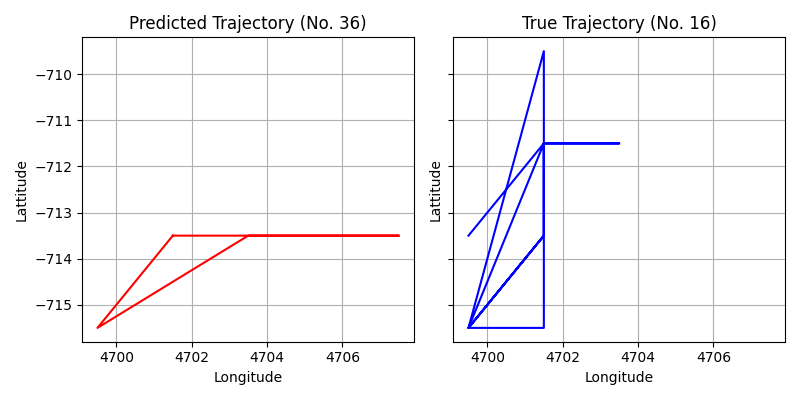 Predicted Trajectory (No. 36)
Lattitude
−710
−711
−712
−713
−714
−715
4700
4702
4704
4706
Longitude
True Trajectory (No. 16)
Lattitude
4700
4702
4704
4706
Longitude